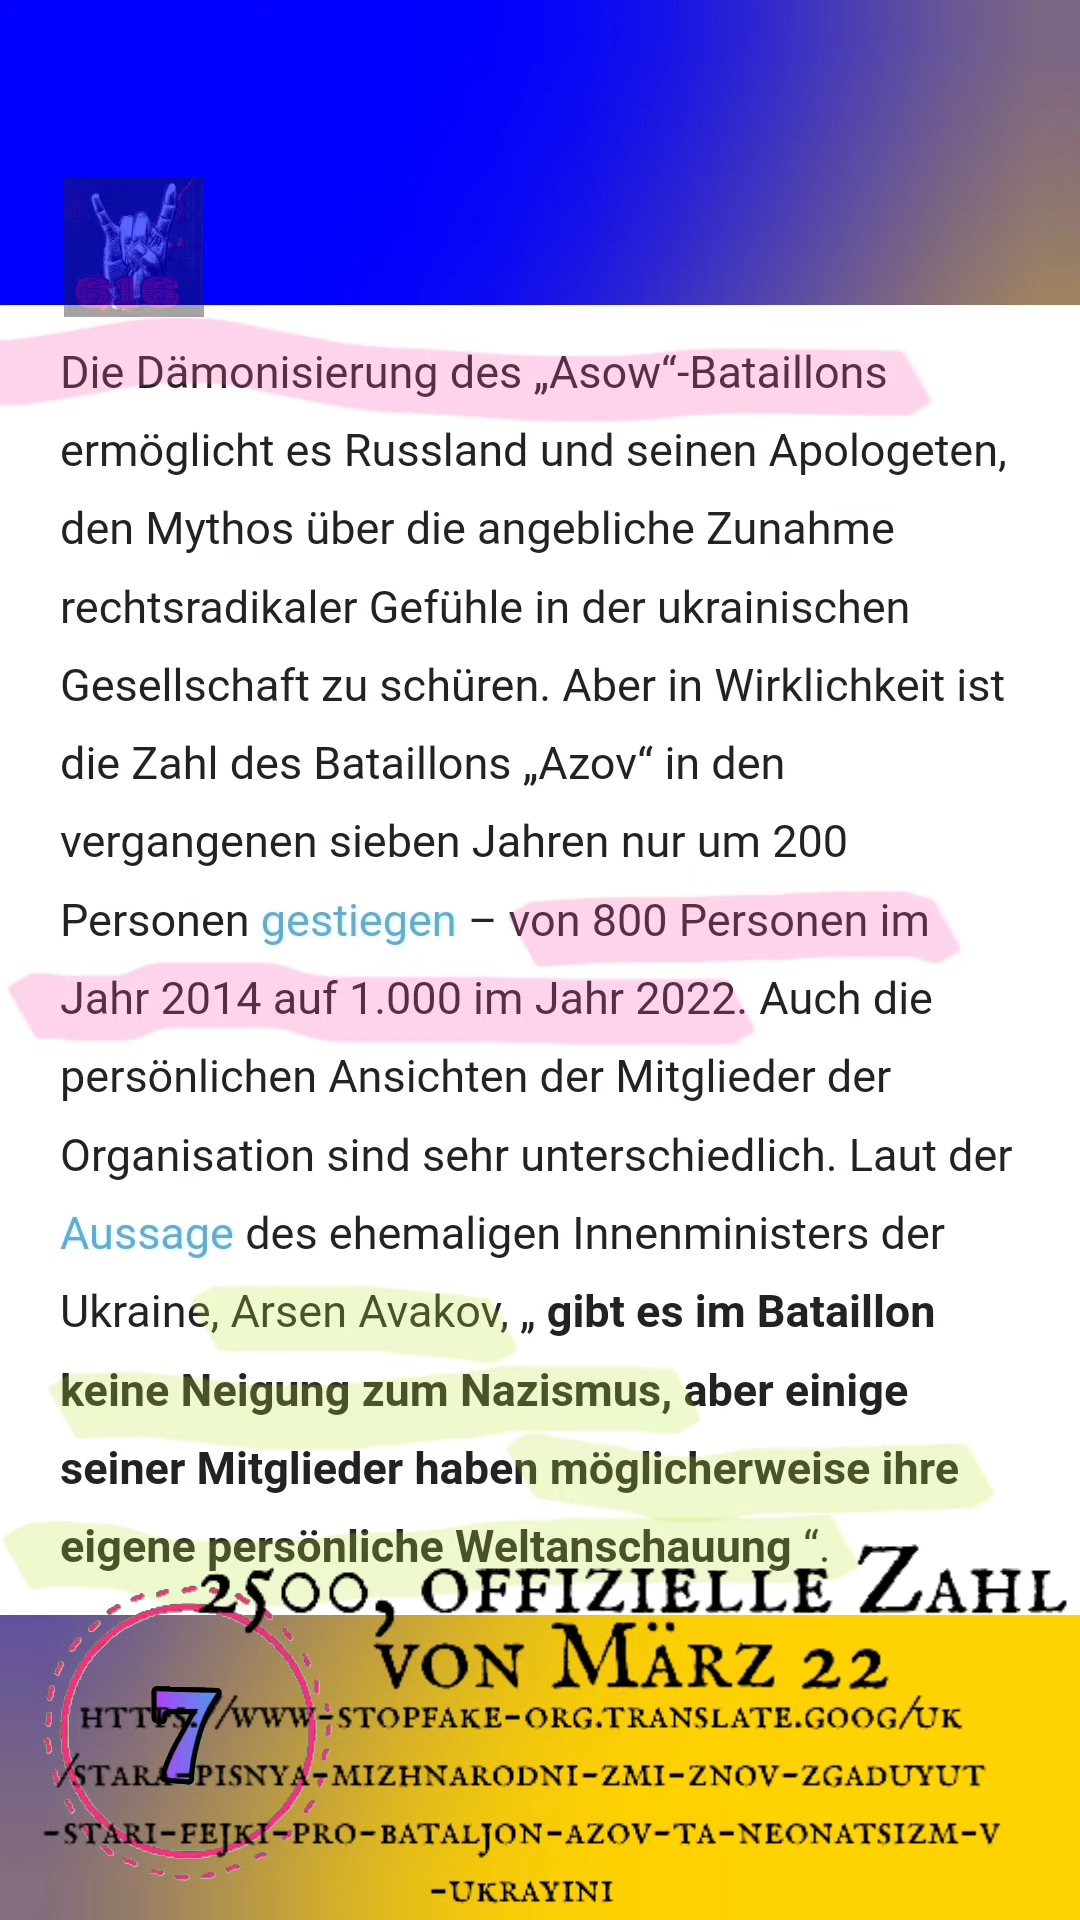 616
Die Dämonisierung des „Asow“-Bataillons
ermöglicht es Russland und seinen Apologeten,
den Mythos über die angebliche Zunahme
rechtsradikaler Gefühle in der ukrainischen
Gesellschaft zu schüren. Aber in Wirklichkeit ist
die Zahl des Bataillons „Azov“ in den
vergangenen sieben Jahren nur um 200
Personen gestiegen – von 800 Personen im
Jahr 2014 auf 1.000 im Jahr 2022. Auch die
persönlichen Ansichten der Mitglieder der
Organisation sind sehr unterschiedlich. Laut der
Aussage des ehemaligen Innenministers der
Ukraine, Arsen Avakov, „ gibt es im Bataillon
keine Neigung zum Nazismus, aber einige
seiner Mitglieder haben möglicherweise ihre
eigene persönliche Weltanschauung “.
2500, offizielle Zahl
von März 22
7
https://www-stopfake-org.translate.goog/uk
/stara-pisnya-mizhnarodni-zmi-znov-zgaduyut
-stari-fejki-pro-bataljon-azov-ta-neonatsizm-v
-ukrayini